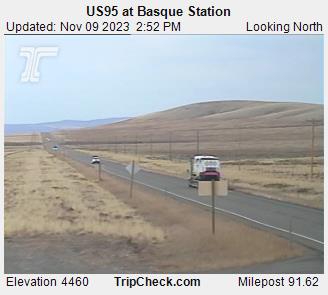 US95 at Basque Station
Updated: Nov 09 2023 2:52 PM Looking North
Elevation 4460 TripCheck.com Milepost 91.62